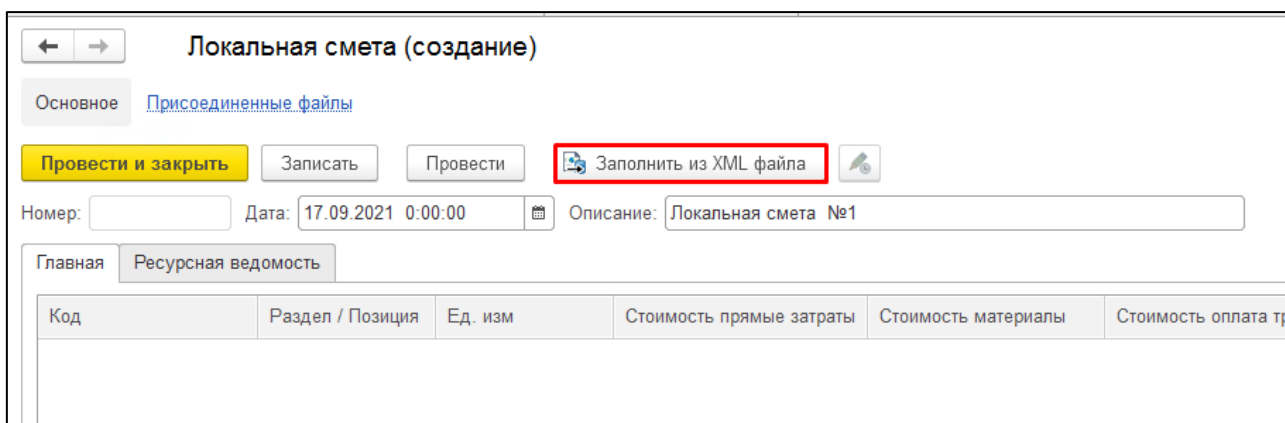 Локальная смета (создание)
Основное Присоединенные файлы
Провести и закрыть Записать Провести Заполнить из XML файла
Номер: Дата: 17.09.2021 0:00:00 Описание: Локальная смета №1
Главная Ресурсная ведомость
Код Раздел / Позиция Ед. изм Стоимость прямые затраты Стоимость материалы Стоимость оплата